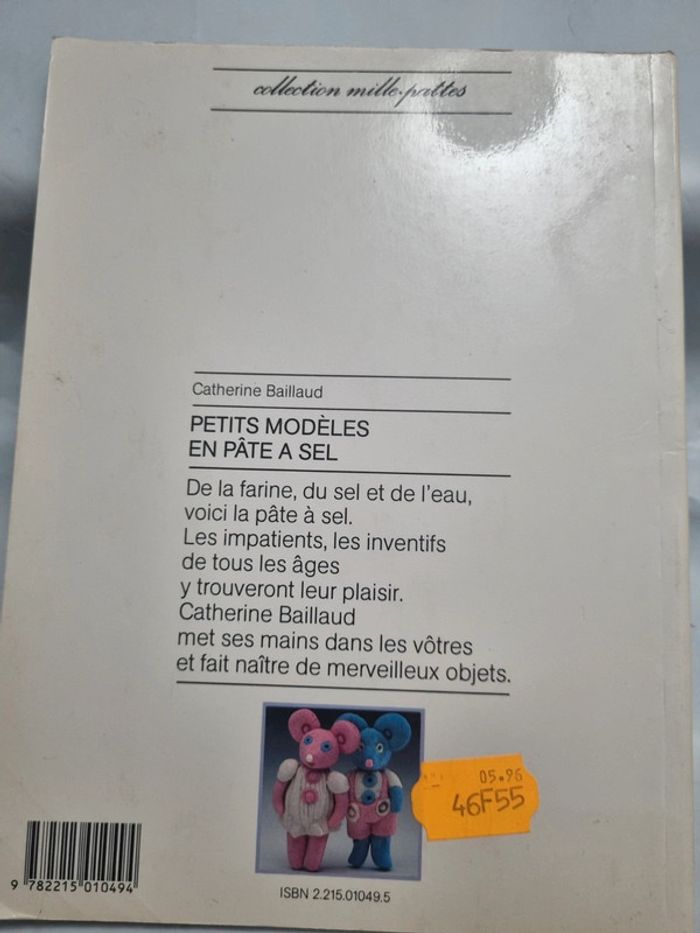 collection mille-pattes
Catherine Baillaud
PETITS MODÈLES
EN PÂTE A SEL
De la farine, du sel et de l'eau,
voici la pâte à sel.
Les impatients, les inventifs
de tous les âges
y trouveront leur plaisir.
Catherine Baillaud
met ses mains dans les vôtres
et fait naître de merveilleux objets.
05.96
46F55
9 782215 010494
ISBN 2.215.01049.5